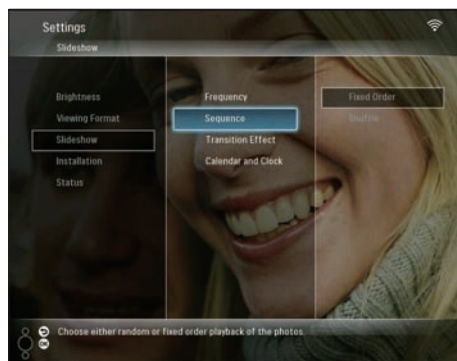 Settings
Slideshow
Brightness
Viewing Format
Slideshow
Installation
Status
Frequency
Sequence
Transition Effect
Calendar and Clock
Fixed Order
Shuffle
Choose either random or fixed order playback of the photos.
OK